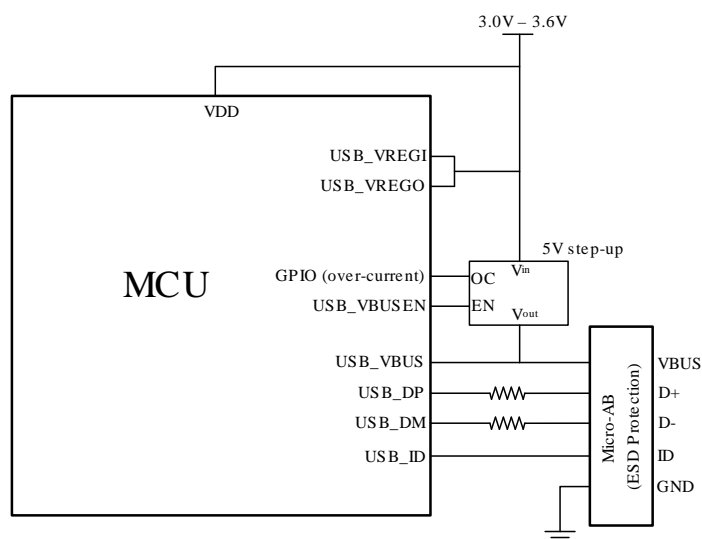 3.0V – 3.6V
VDD
USB_VREGI
USB_VREGO
5V step-up
Vin
GPIO (over-current)
OC
MCU
USB_VBUSEN
EN
Vout
USB_VBUS
VBUS
USB_DP
D+
USB_DM
D-
USB_ID
ID
GND
Micro-AB
(ESD Protection)